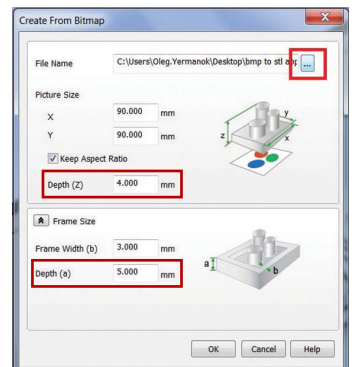 Create From Bitmap
File Name C:\Users\Oleg.Yermanok\Desktop\bmp to stl app ...
Picture Size
X 90.000 mm
Y 90.000 mm
Keep Aspect Ratio
Depth (Z) 4.000 mm
z y x
Frame Size
Frame Width (b) 3.000 mm
Depth (a) 5.000 mm
a b
OK Cancel Help